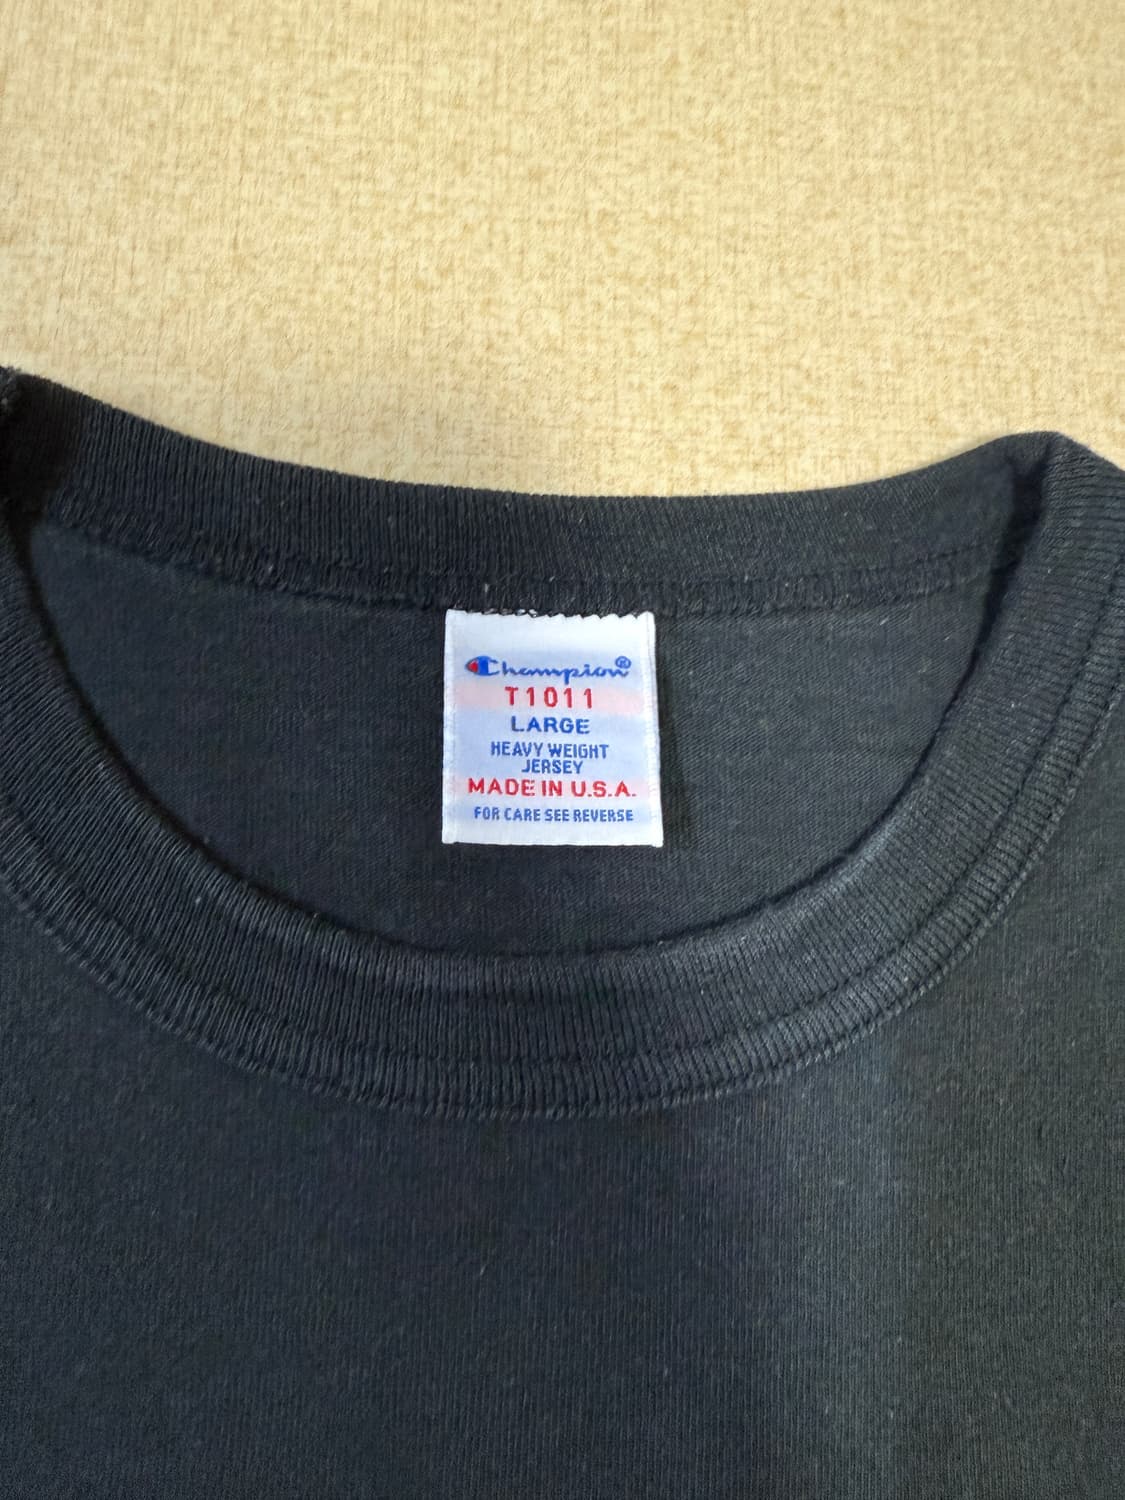 Champion®
T1011
LARGE
HEAVY WEIGHT
JERSEY
MADE IN U.S.A.
FOR CARE SEE REVERSE